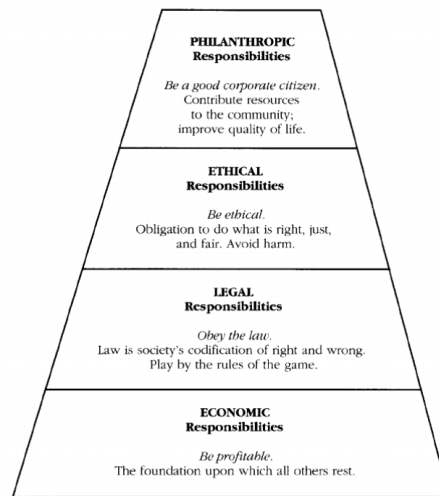 PHILANTHROPIC
Responsibilities
Be a good corporate citizen.
Contribute resources
to the community;
improve quality of life.
ETHICAL
Responsibilities
Be ethical.
Obligation to do what is right, just,
and fair. Avoid harm.
LEGAL
Responsibilities
Obey the law.
Law is society's codification of right and wrong.
Play by the rules of the game.
ECONOMIC
Responsibilities
Be profitable.
The foundation upon which all others rest.